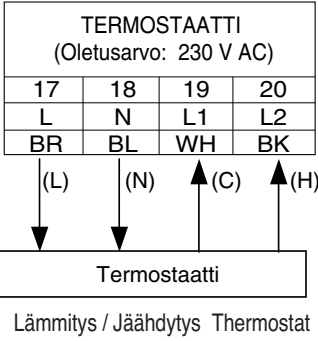 TERMOSTAATTI
(Oletusarvo: 230 V AC)
17 18 19 20
L N L1 L2
BR BL WH BK
(L) (N) (C) (H)
Termostaatti
Lämmitys / Jäähdytys Thermostat